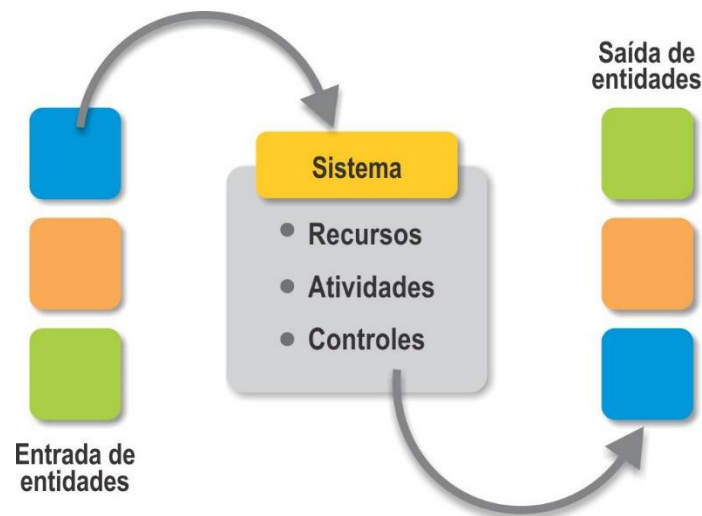 Entrada de
entidades
Sistema
Recursos
Atividades
Controles
Saída de
entidades